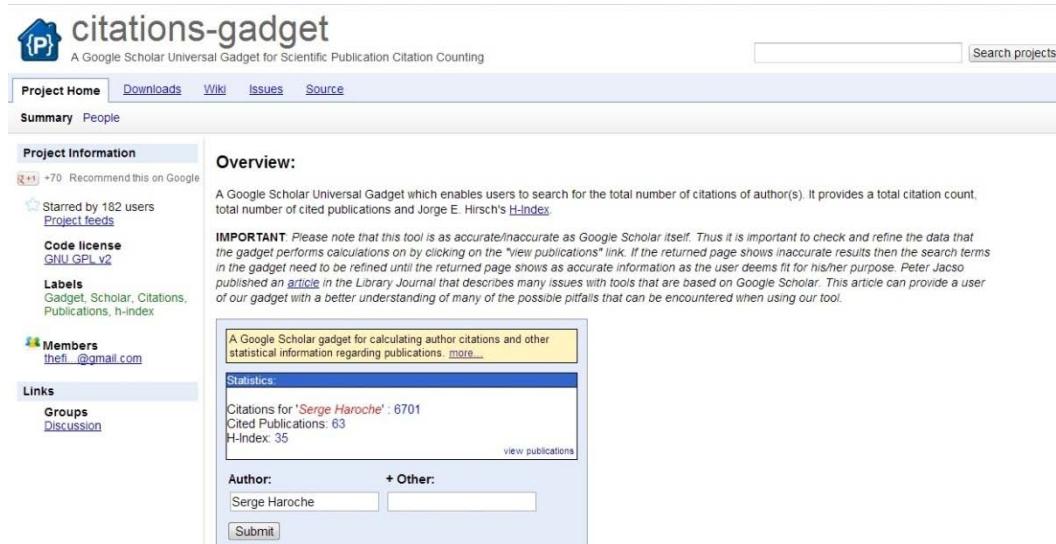 {P}
citations-gadget
A Google Scholar Universal Gadget for Scientific Publication Citation Counting
Search projects
Project Home Downloads Wiki Issues Source
Summary People
Project Information
+1 +70 Recommend this on Google
Starred by 182 users
Project feeds
Code license
GNU GPL v2
Labels
Gadget, Scholar, Citations,
Publications, h-index
Members
thefi...@gmail.com
Links
Groups
Discussion
Overview:
A Google Scholar Universal Gadget which enables users to search for the total number of citations of author(s). It provides a total citation count,
total number of cited publications and Jorge E. Hirsch's H-Index.
IMPORTANT: Please note that this tool is as accurate/inaccurate as Google Scholar itself. Thus it is important to check and refine the data that
the gadget performs calculations on by clicking on the "view publications" link. If the returned page shows inaccurate results then the search terms
in the gadget need to be refined until the returned page shows as accurate information as the user deems fit for his/her purpose. Peter Jacso
published an article in the Library Journal that describes many issues with tools that are based on Google Scholar. This article can provide a user
of our gadget with a better understanding of many of the possible pitfalls that can be encountered when using our tool.
A Google Scholar gadget for calculating author citations and other
statistical information regarding publications. more...
Statistics:
Citations for 'Serge Haroche' : 6701
Cited Publications: 63
H-Index: 35
view publications
Author: + Other:
Serge Haroche
Submit